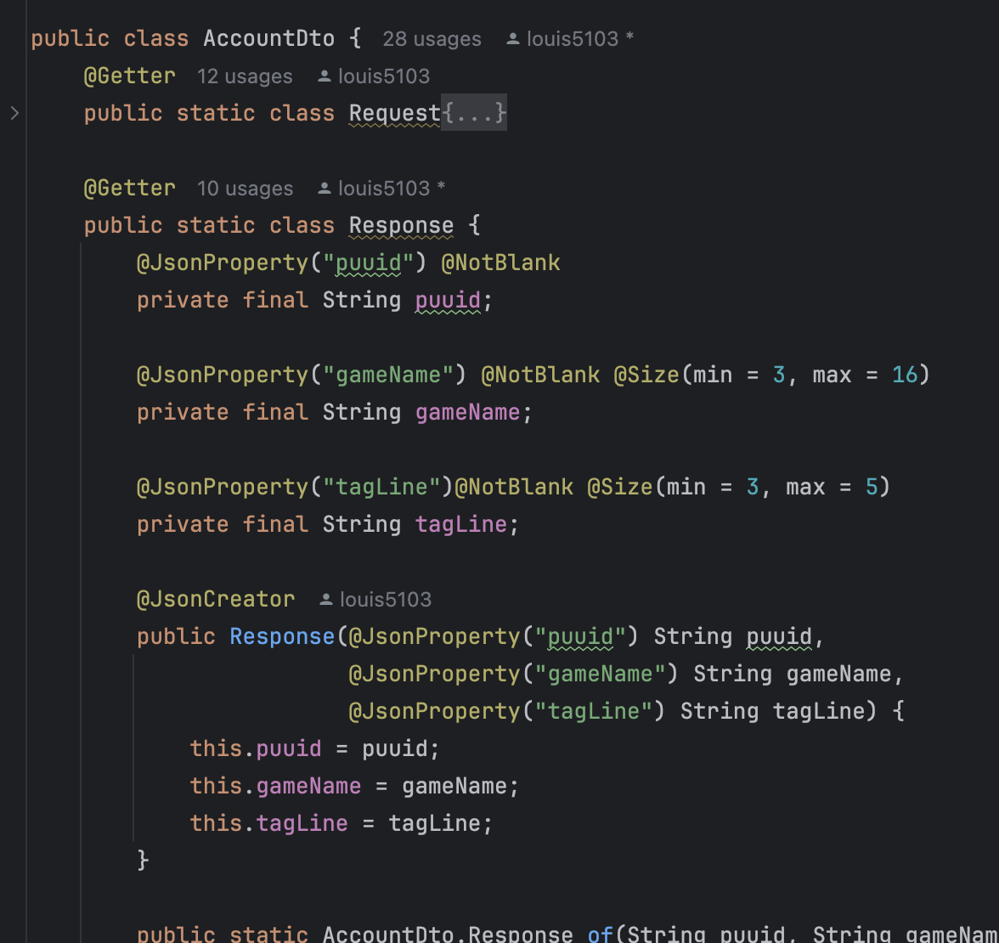 public class AccountDto { 28 usages louis5103 *
@Getter 12 usages louis5103
public static class Request{...}
@Getter 10 usages louis5103 *
public static class Response {
@JsonProperty("puuid") @NotBlank
private final String puuid;
@JsonProperty("gameName") @NotBlank @Size(min = 3, max = 16)
private final String gameName;
@JsonProperty("tagLine")@NotBlank @Size(min = 3, max = 5)
private final String tagLine;
@JsonCreator louis5103
public Response(@JsonProperty("puuid") String puuid,
@JsonProperty("gameName") String gameName,
@JsonProperty("tagLine") String tagLine) {
this.puuid = puuid;
this.gameName = gameName;
this.tagLine = tagLine;
}
public static AccountDto.Response of(String puuid, String gameNam